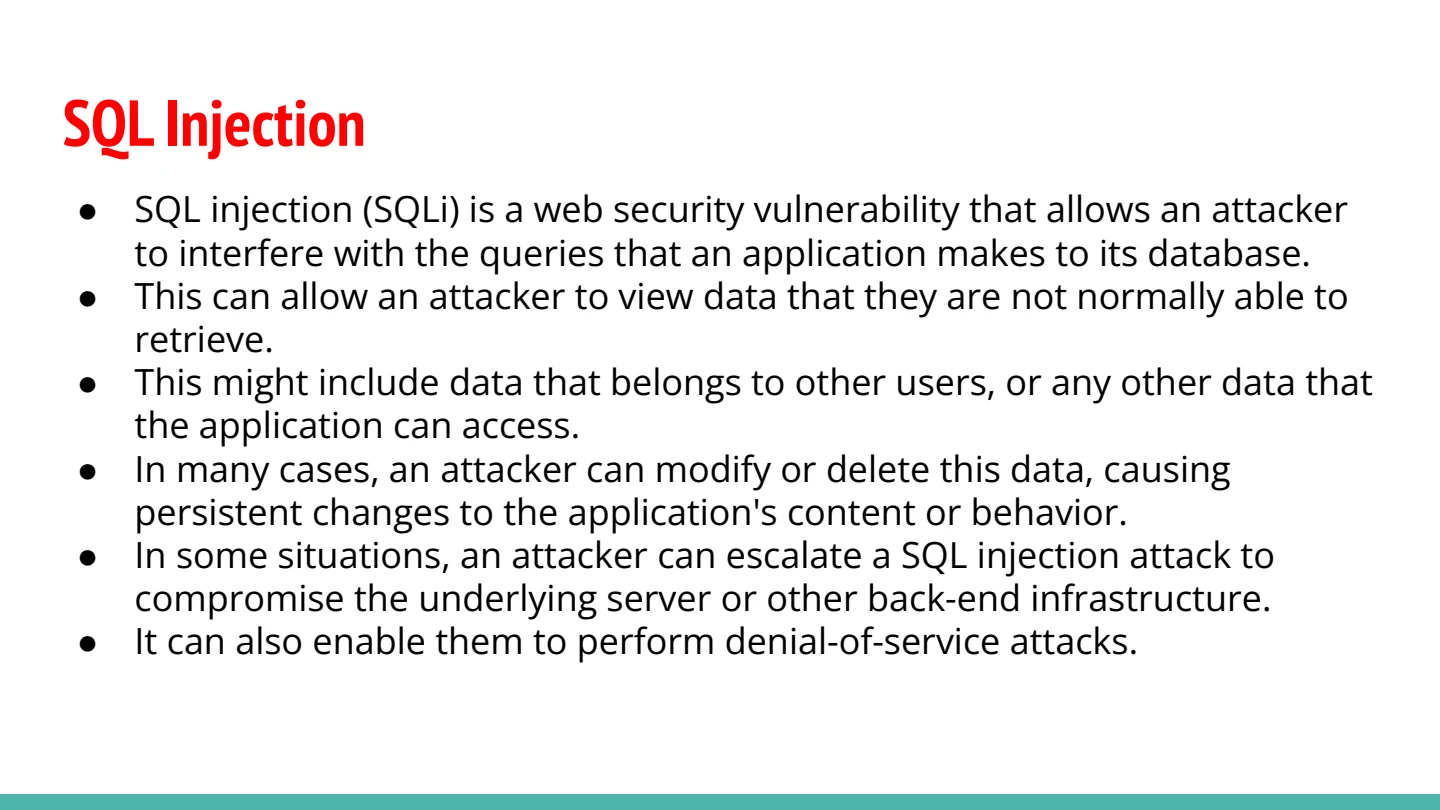 SQL Injection
● SQL injection (SQLi) is a web security vulnerability that allows an attacker
to interfere with the queries that an application makes to its database.
● This can allow an attacker to view data that they are not normally able to
retrieve.
● This might include data that belongs to other users, or any other data that
the application can access.
● In many cases, an attacker can modify or delete this data, causing
persistent changes to the application's content or behavior.
● In some situations, an attacker can escalate a SQL injection attack to
compromise the underlying server or other back-end infrastructure.
● It can also enable them to perform denial-of-service attacks.